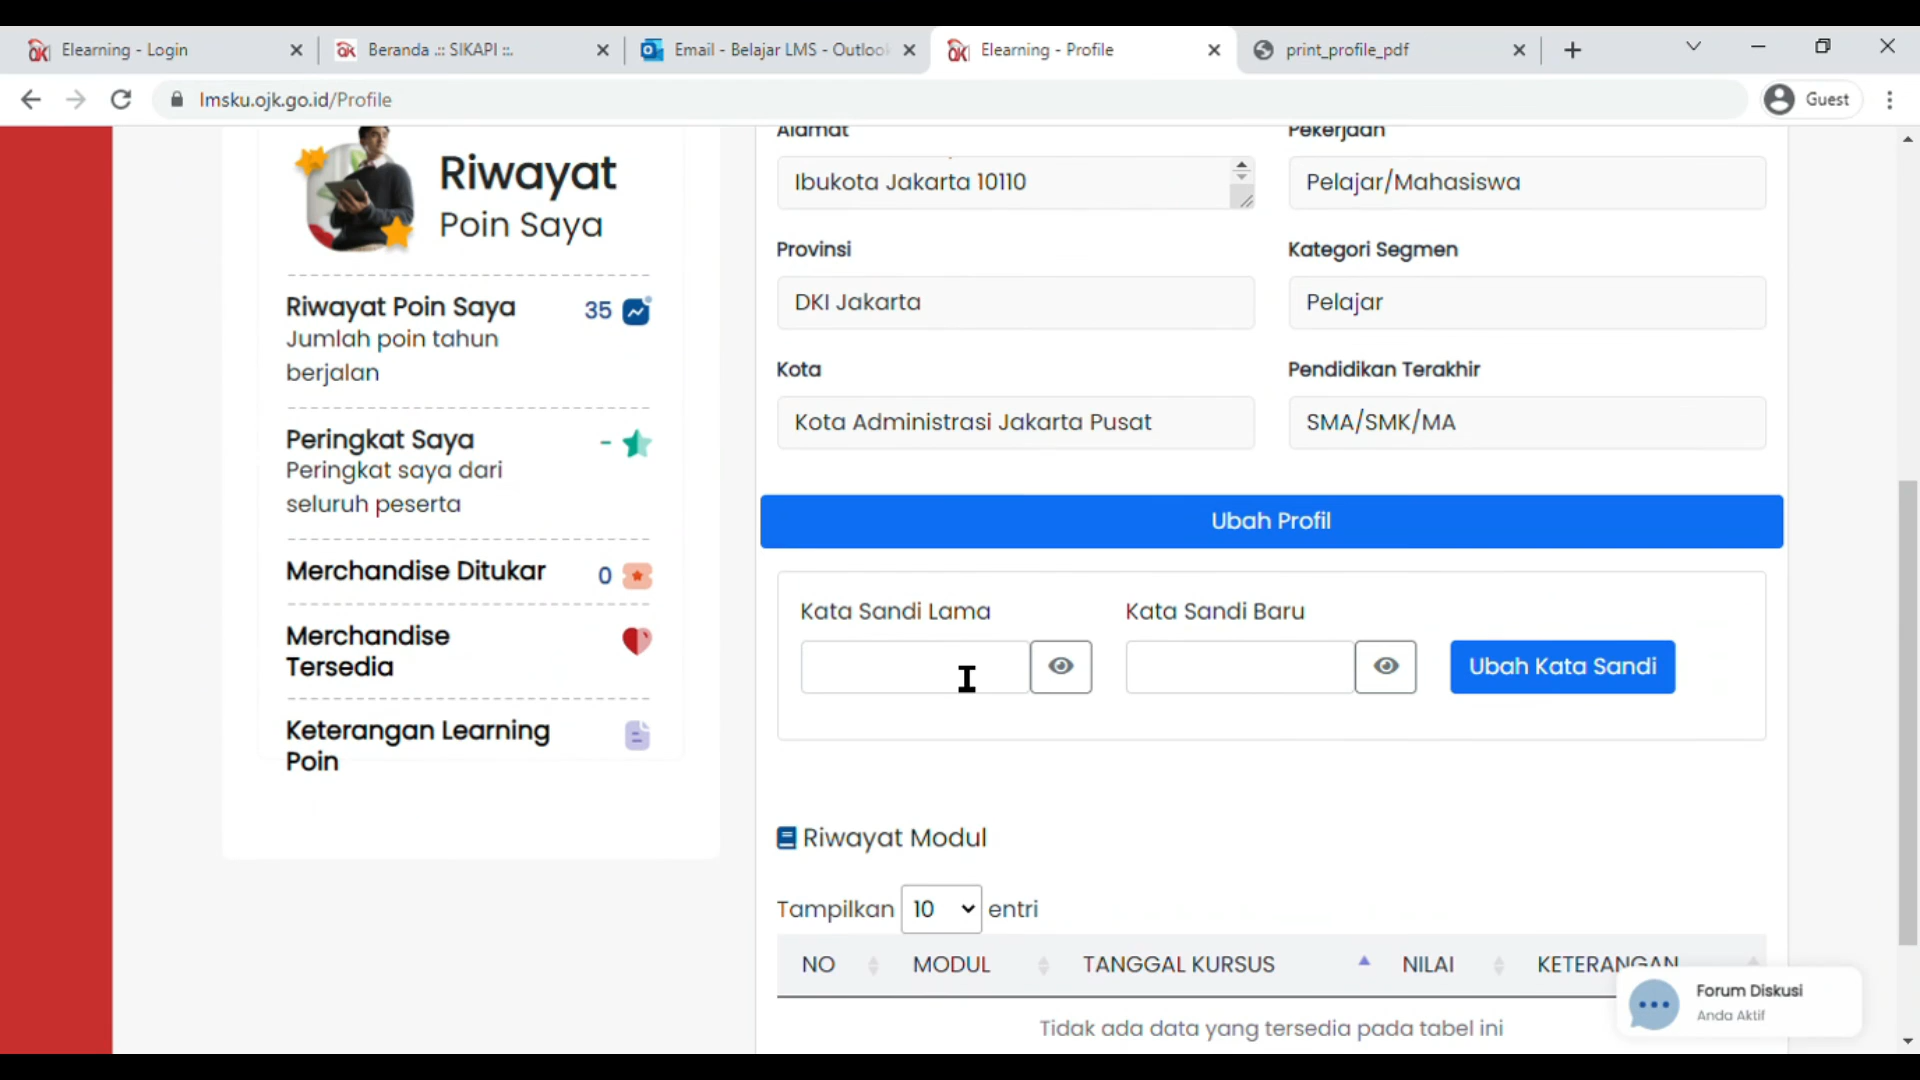 Elearning - Login
Beranda .:: SIKAPI ::.
Email - Belajar LMS - Outlook
Elearning - Profile
print_profile_pdf
lmsku.ojk.go.id/Profile
Guest
Riwayat
Poin Saya
Riwayat Poin Saya
35
Jumlah poin tahun
berjalan
Peringkat Saya
-
Peringkat saya dari
seluruh peserta
Merchandise Ditukar
0
Merchandise
Tersedia
Keterangan Learning
Poin
Alamat
Pekerjaan
Ibukota Jakarta 10110
Pelajar/Mahasiswa
Provinsi
Kategori Segmen
DKI Jakarta
Pelajar
Kota
Pendidikan Terakhir
Kota Administrasi Jakarta Pusat
SMA/SMK/MA
Ubah Profil
Kata Sandi Lama
Kata Sandi Baru
Ubah Kata Sandi
Riwayat Modul
Tampilkan 10 entri
NO MODUL TANGGAL KURSUS NILAI KETERANGAN
Tidak ada data yang tersedia pada tabel ini
Forum Diskusi
Anda Aktif